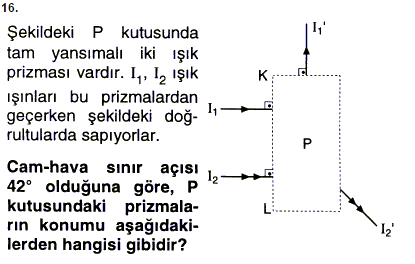 16.
Şekildeki P kutusunda
tam yansımalı iki ışık
prizması vardır. I₁, I₂ ışık
ışınları bu prizmalardan
geçerken şekildeki doğ-
rultularda sapıyorlar.
Cam-hava sınır açısı
42° olduğuna göre, P
kutusundaki prizmala-
rın konumu aşağıdaki-
lerden hangisi gibidir?
I₁'
K
I₁
P
I₂
L
I₂'